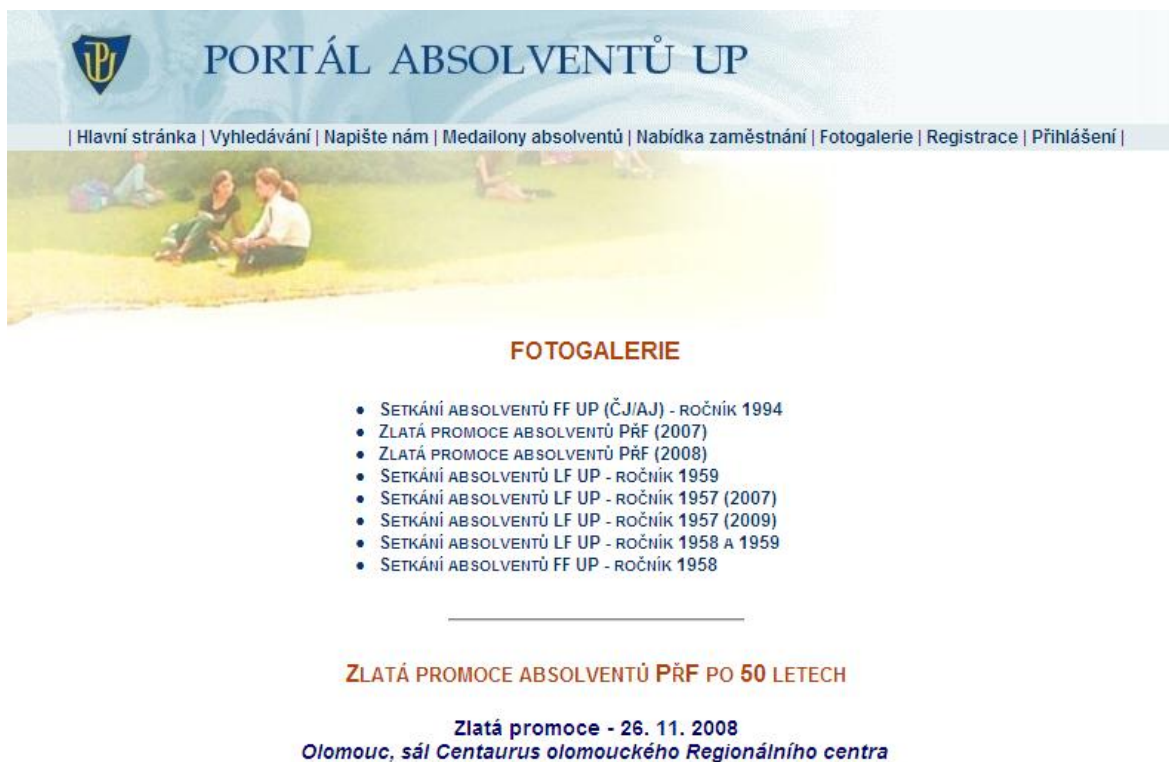 UP
PORTÁL ABSOLVENTŮ UP
| Hlavní stránka | Vyhledávání | Napište nám | Medailony absolventů | Nabídka zaměstnání | Fotogalerie | Registrace | Přihlášení |
FOTOGALERIE
• SETKÁNÍ ABSOLVENTŮ FF UP (ČJ/AJ) - ROČNÍK 1994
• ZLATÁ PROMOCE ABSOLVENTŮ PŘF (2007)
• ZLATÁ PROMOCE ABSOLVENTŮ PŘF (2008)
• SETKÁNÍ ABSOLVENTŮ LF UP - ROČNÍK 1959
• SETKÁNÍ ABSOLVENTŮ LF UP - ROČNÍK 1957 (2007)
• SETKÁNÍ ABSOLVENTŮ LF UP - ROČNÍK 1957 (2009)
• SETKÁNÍ ABSOLVENTŮ LF UP - ROČNÍK 1958 A 1959
• SETKÁNÍ ABSOLVENTŮ FF UP - ROČNÍK 1958
ZLATÁ PROMOCE ABSOLVENTŮ PŘF PO 50 LETECH
Zlatá promoce - 26. 11. 2008
Olomouc, sál Centaurus olomouckého Regionálního centra